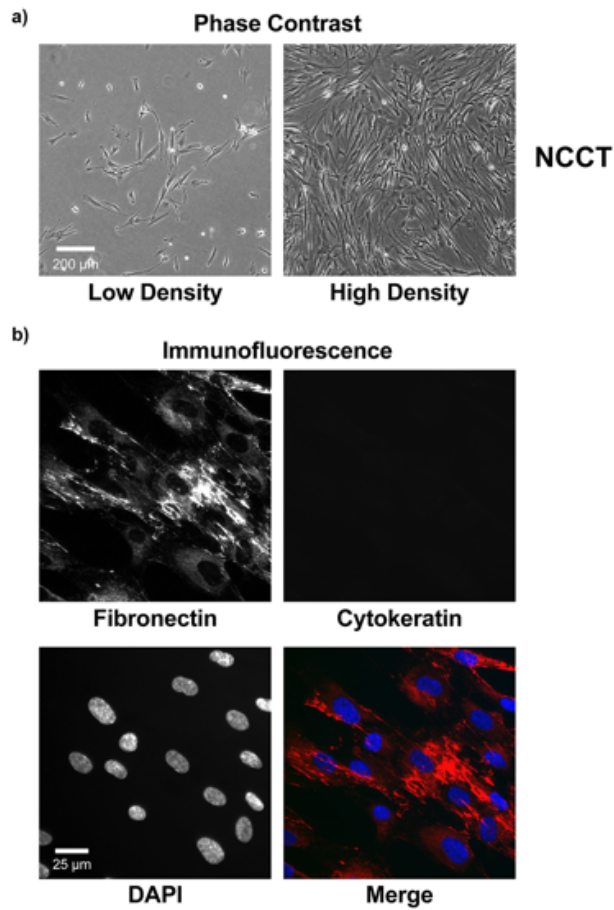 a)
Phase Contrast
200 µm
Low Density
High Density
NCCT
b)
Immunofluorescence
Fibronectin
Cytokeratin
25 µm
DAPI
Merge